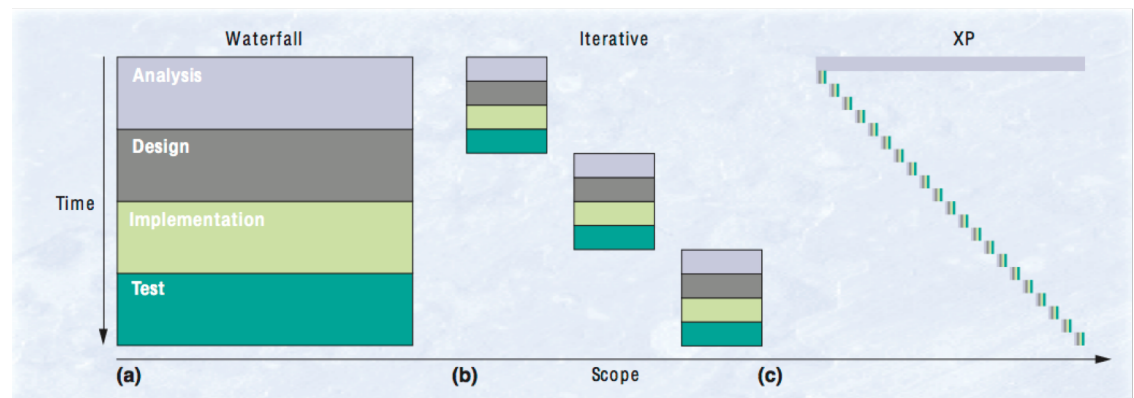 Waterfall
Iterative
XP
Analysis
Design
Time
Implementation
Test
(a)
(b)
Scope
(c)